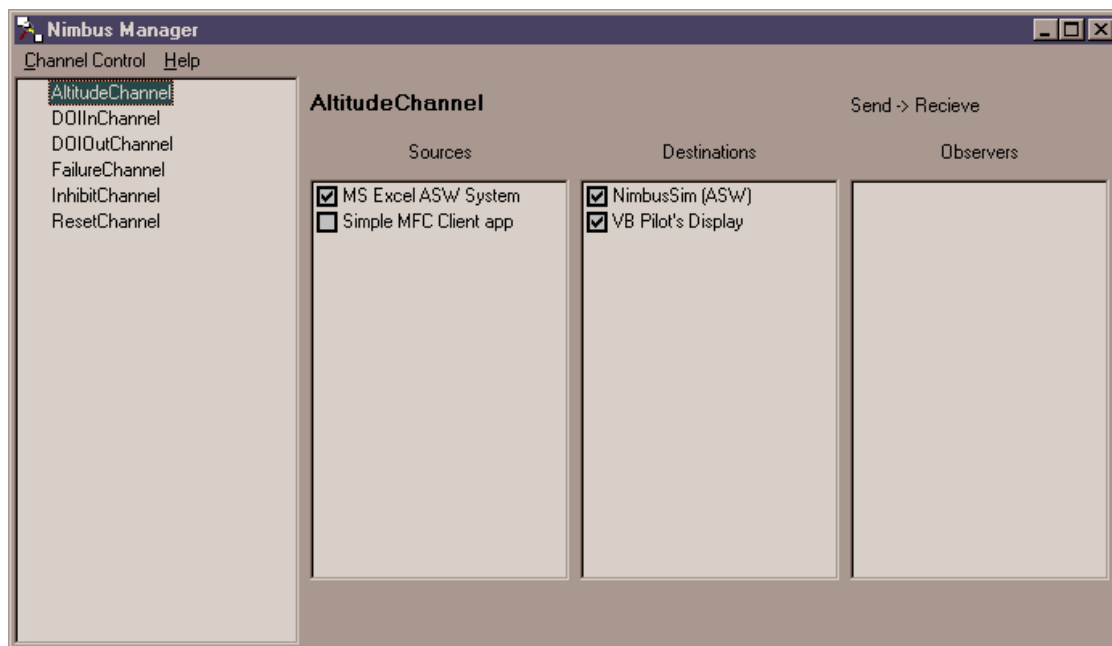 Nimbus Manager
Channel Control Help
AltitudeChannel
DOIInChannel
DOIOutChannel
FailureChannel
InhibitChannel
ResetChannel
AltitudeChannel Send -> Recieve
Sources Destinations Observers
MS Excel ASW System
Simple MFC Client app
NimbusSim (ASW)
VB Pilot's Display